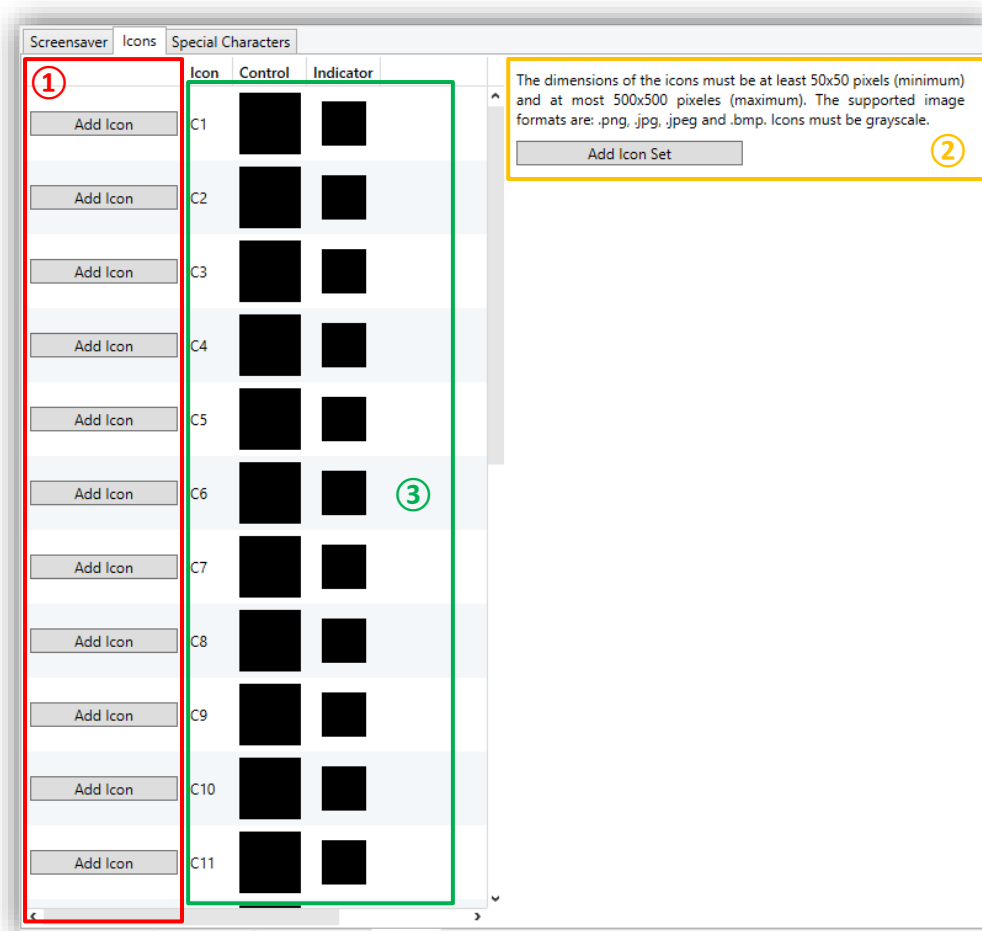 Screensaver Icons Special Characters
① Icon Control Indicator
Add Icon C1
Add Icon C2
Add Icon C3
Add Icon C4
Add Icon C5
Add Icon C6 ③
Add Icon C7
Add Icon C8
Add Icon C9
Add Icon C10
Add Icon C11
The dimensions of the icons must be at least 50x50 pixels (minimum)
and at most 500x500 pixeles (maximum). The supported image
formats are: .png, .jpg, .jpeg and .bmp. Icons must be grayscale.
Add Icon Set ②